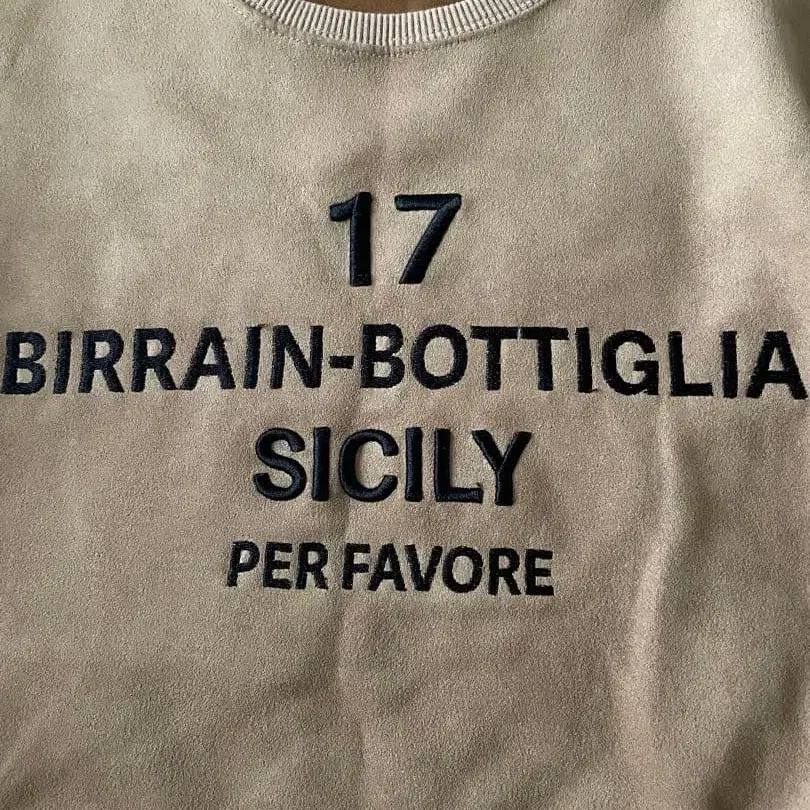 17
BIRRAIN-BOTTIGLIA
SICILY
PER FAVORE